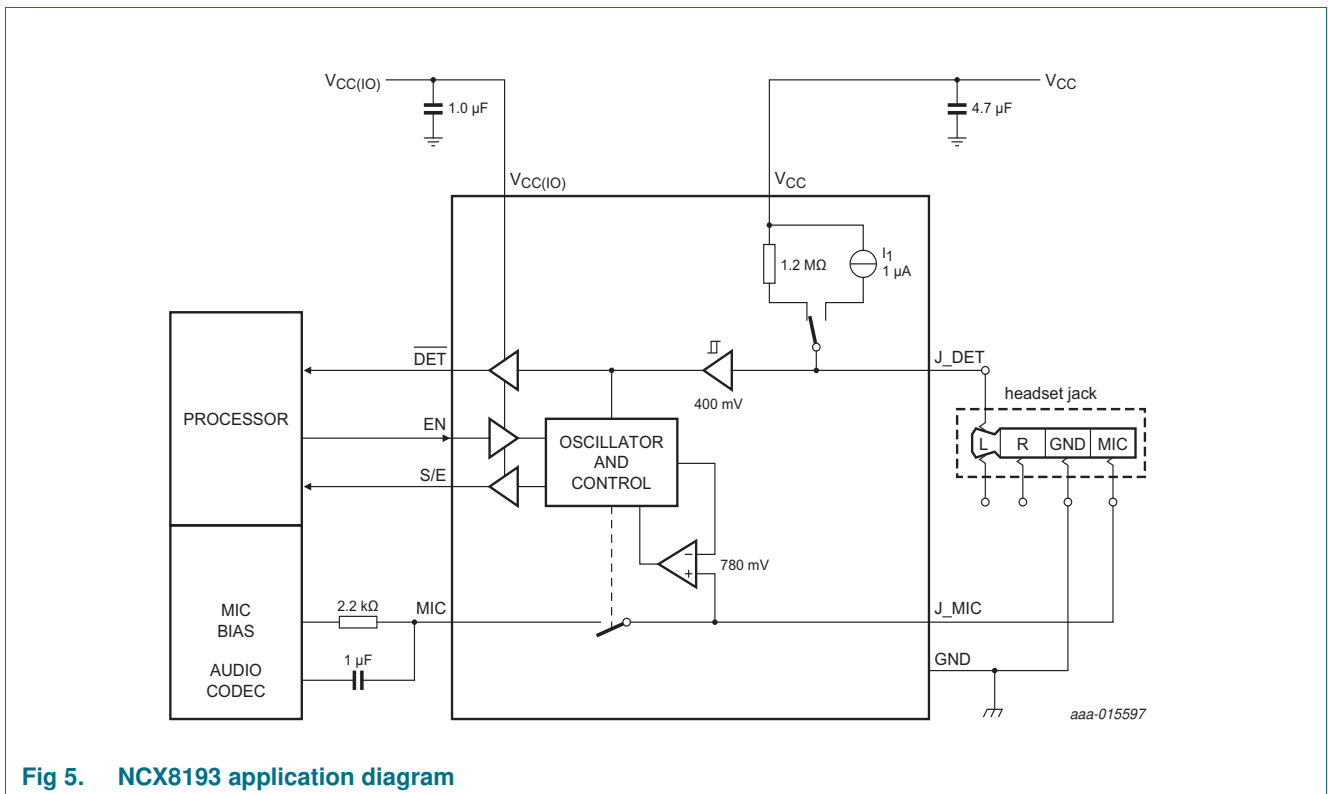 VCC(IO)
1.0 µF
VCC
4.7 µF
VCC(IO)
VCC
1.2 MΩ
I1
1 µA
DET
400 mV
J_DET
headset jack
PROCESSOR
EN
OSCILLATOR
AND
CONTROL
L R GND MIC
S/E
780 mV
−
+
MIC
BIAS
2.2 kΩ
MIC
J_MIC
AUDIO
CODEC
1 µF
GND
aaa-015597
Fig 5. NCX8193 application diagram